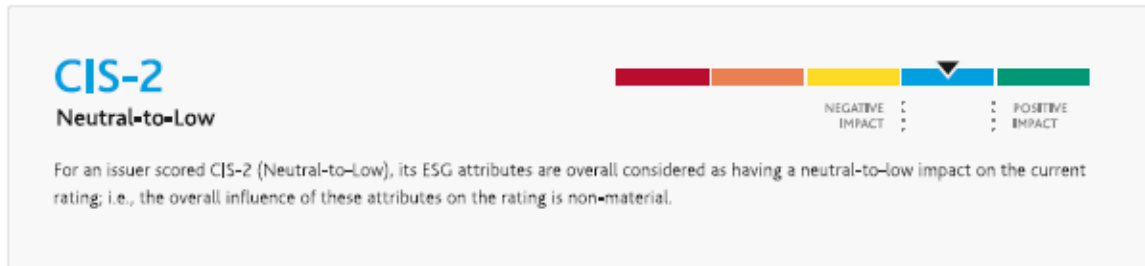 CIS-2
Neutral-to-Low
NEGATIVE
IMPACT
POSITIVE
IMPACT
For an issuer scored CIS-2 (Neutral-to-Low), its ESG attributes are overall considered as having a neutral-to-low impact on the current
rating; i.e., the overall influence of these attributes on the rating is non-material.